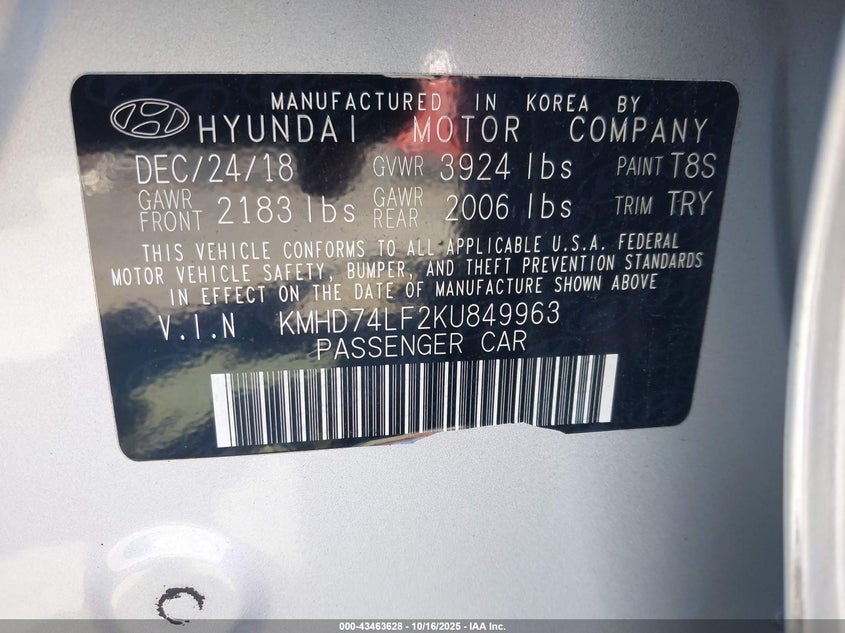 MANUFACTURED IN KOREA BY
HYUNDAI MOTOR COMPANY
DEC/24/18 GVWR 3924 lbs PAINT T8S
GAWR FRONT 2183 lbs GAWR REAR 2006 lbs TRIM TRY
THIS VEHICLE CONFORMS TO ALL APPLICABLE U.S.A. FEDERAL
MOTOR VEHICLE SAFETY, BUMPER, AND THEFT PREVENTION STANDARDS
IN EFFECT ON THE DATE OF MANUFACTURE SHOWN ABOVE
V.I.N KMHD74LF2KU849963
PASSENGER CAR
000-43463628 - 10/16/2025 - IAA Inc.